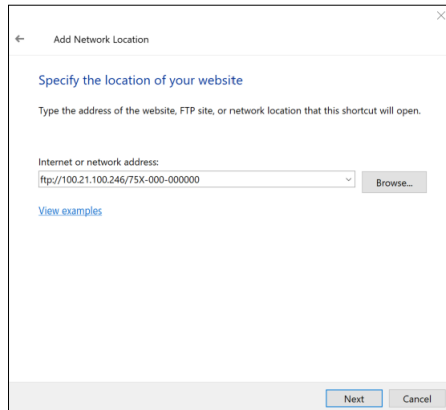 Add Network Location
Specify the location of your website
Type the address of the website, FTP site, or network location that this shortcut will open.
Internet or network address:
ftp://100.21.100.246/75X-000-000000
Browse...
View examples
Next
Cancel